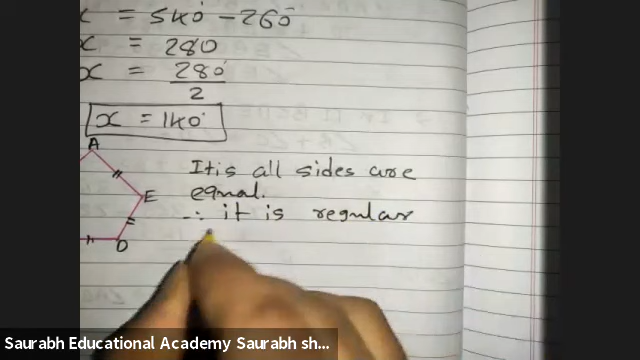 x = 540° - 260°
x = 280
x = 280°
2
x = 140°
A
It is all sides are
E
equal.
∴ it is regular
D
Saurabh Educational Academy Saurabh sh...